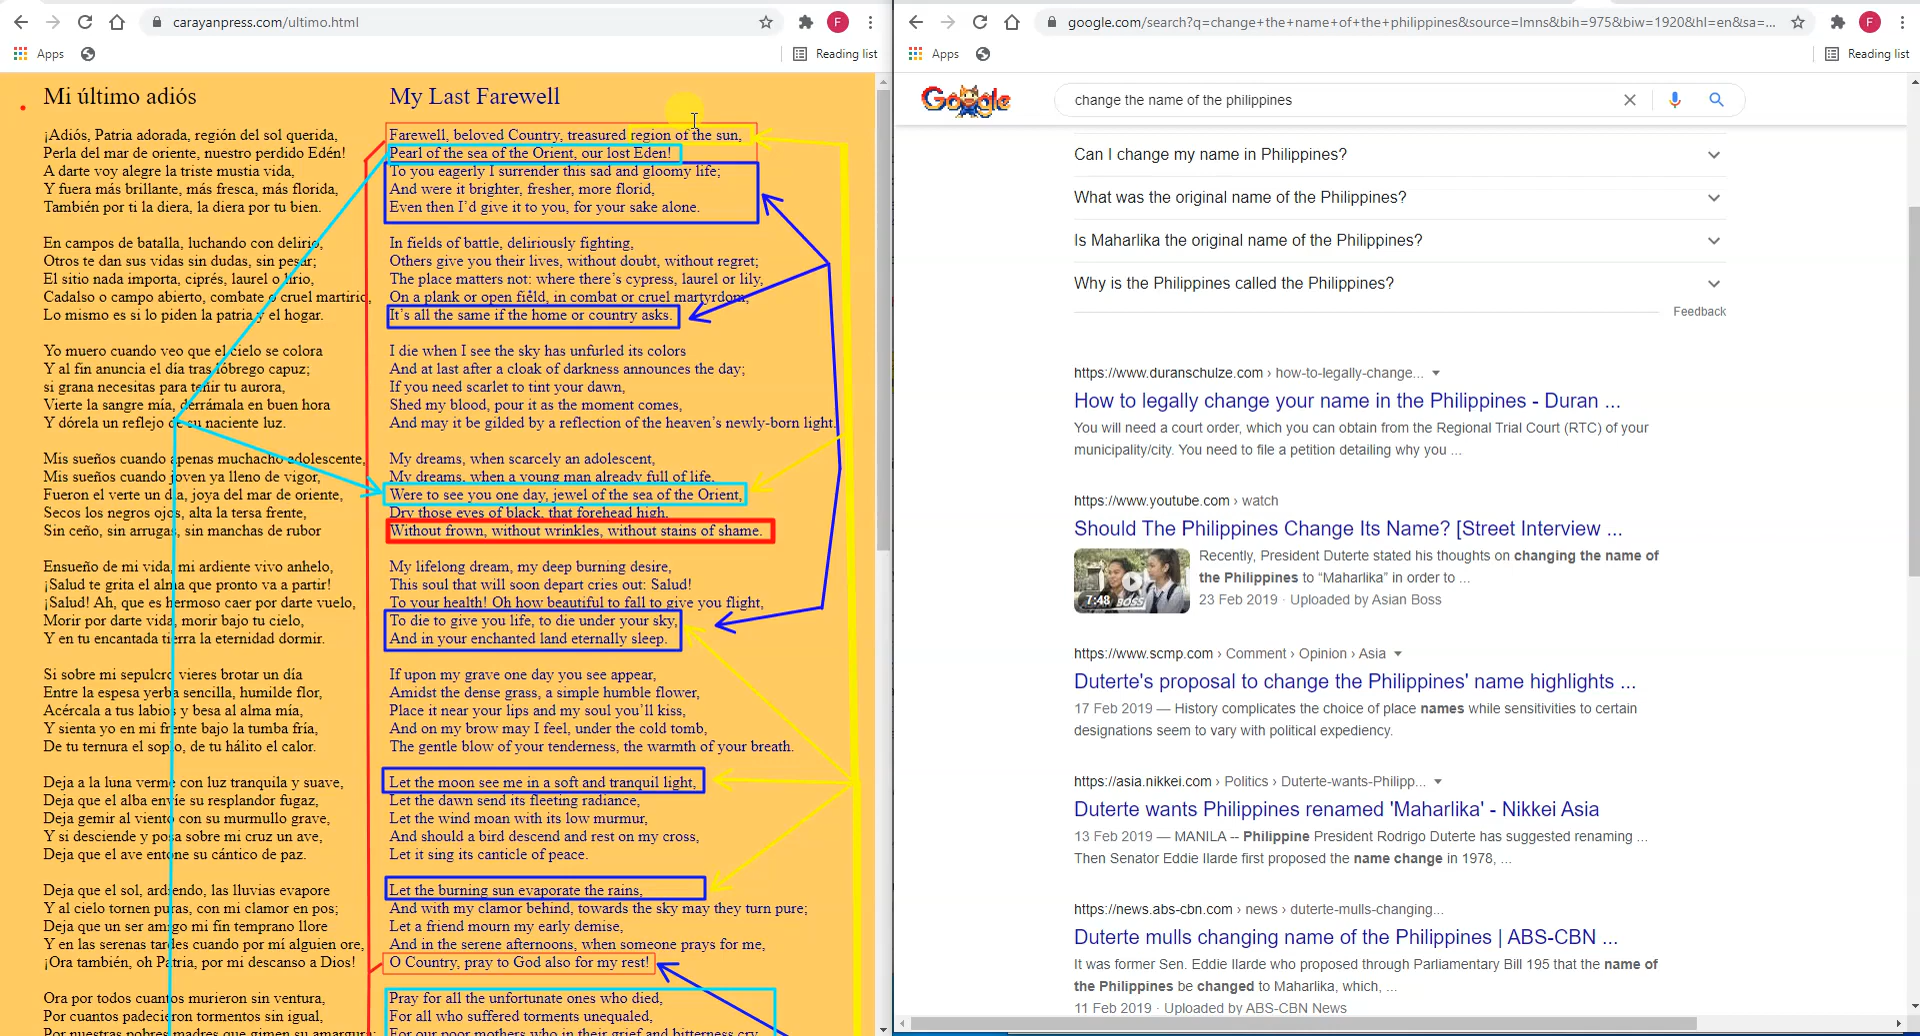 carayanpress.com/ultimo.html
F
Apps
Reading list
Mi último adiós
¡Adiós, Patria adorada, región del sol querida,
Perla del mar de oriente, nuestro perdido Edén!
A darte voy alegre la triste mustia vida,
Y fuera más brillante, más fresca, más florida,
También por ti la diera, la diera por tu bien.
En campos de batalla, luchando con delirio,
Otros te dan sus vidas sin dudas, sin pesar;
El sitio nada importa, ciprés, laurel o lirio,
Cadalso o campo abierto, combate o cruel martirio,
Lo mismo es si lo piden la patria y el hogar.
Yo muero cuando veo que el cielo se colora
Y al fin anuncia el día tras lóbrego capuz;
si grana necesitas para teñir tu aurora,
Vierte la sangre mía, derrámala en buen hora
Y dórela un reflejo de su naciente luz.
Mis sueños cuando apenas muchacho adolescente,
Mis sueños cuando joven ya lleno de vigor,
Fueron el verte un día, joya del mar de oriente,
Secos los negros ojos, alta la tersa frente,
Sin ceño, sin arrugas, sin manchas de rubor
Ensueño de mi vida, mi ardiente vivo anhelo,
¡Salud te grita el alma que pronto va a partir!
¡Salud! Ah, que es hermoso caer por darte vuelo,
Morir por darte vida, morir bajo tu cielo,
Y en tu encantada tierra la eternidad dormir.
Si sobre mi sepulcro vieres brotar un día
Entre la espesa yerba sencilla, humilde flor,
Acércala a tus labios y besa al alma mía,
Y sienta yo en mi frente bajo la tumba fría,
De tu ternura el soplo, de tu hálito el calor.
Deja a la luna verme con luz tranquila y suave,
Deja que el alba envíe su resplandor fugaz,
Deja gemir al viento con su murmullo grave,
Y si desciende y posa sobre mi cruz un ave,
Deja que el ave entone su cántico de paz.
Deja que el sol, ardiendo, las lluvias evapore
Y al cielo tornen puras, con mi clamor en pos;
Deja que un ser amigo mi fin temprano llore
Y en las serenas tardes cuando por mí alguien ore,
¡Ora también, oh Patria, por mi descanso a Dios!
Ora por todos cuantos murieron sin ventura,
Por cuantos padecieron tormentos sin igual,
Por nuestras pobres madres que gimen su amargura;
My Last Farewell
Farewell, beloved Country, treasured region of the sun,
Pearl of the sea of the Orient, our lost Eden!
To you eagerly I surrender this sad and gloomy life;
And were it brighter, fresher, more florid,
Even then I'd give it to you, for your sake alone.
In fields of battle, deliriously fighting,
Others give you their lives, without doubt, without regret;
The place matters not: where there's cypress, laurel or lily,
On a plank or open field, in combat or cruel martyrdom,
It's all the same if the home or country asks.
I die when I see the sky has unfurled its colors
And at last after a cloak of darkness announces the day;
If you need scarlet to tint your dawn,
Shed my blood, pour it as the moment comes,
And may it be gilded by a reflection of the heaven's newly-born light.
My dreams, when scarcely an adolescent,
My dreams, when a young man already full of life,
Were to see you one day, jewel of the sea of the Orient,
Dry those eyes of black, that forehead high,
Without frown, without wrinkles, without stains of shame.
My lifelong dream, my deep burning desire,
This soul that will soon depart cries out: Salud!
To your health! Oh how beautiful to fall to give you flight,
To die to give you life, to die under your sky,
And in your enchanted land eternally sleep.
If upon my grave one day you see appear,
Amidst the dense grass, a simple humble flower,
Place it near your lips and my soul you'll kiss,
And on my brow may I feel, under the cold tomb,
The gentle blow of your tenderness, the warmth of your breath.
Let the moon see me in a soft and tranquil light,
Let the dawn send its fleeting radiance,
Let the wind moan with its low murmur,
And should a bird descend and rest on my cross,
Let it sing its canticle of peace.
Let the burning sun evaporate the rains,
And with my clamor behind, towards the sky may they turn pure;
Let a friend mourn my early demise,
And in the serene afternoons, when someone prays for me,
O Country, pray to God also for my rest!
Pray for all the unfortunate ones who died,
For all who suffered torments unequaled,
For our poor mothers who in their grief and bitterness cry
google.com/search?q=change+the+name+of+the+philippines&source=lmns&bih=975&biw=1920&hl=en&sa=...
F
Apps
Reading list
Google
change the name of the philippines
Can I change my name in Philippines?
What was the original name of the Philippines?
Is Maharlika the original name of the Philippines?
Why is the Philippines called the Philippines?
Feedback
https://www.duranschulze.com › how-to-legally-change...
How to legally change your name in the Philippines - Duran ...
You will need a court order, which you can obtain from the Regional Trial Court (RTC) of your
municipality/city. You need to file a petition detailing why you ...
https://www.youtube.com › watch
Should The Philippines Change Its Name? [Street Interview ...
Recently, President Duterte stated his thoughts on changing the name of
the Philippines to “Maharlika” in order to ...
7:48 BOSS
23 Feb 2019 · Uploaded by Asian Boss
https://www.scmp.com › Comment › Opinion › Asia
Duterte's proposal to change the Philippines' name highlights ...
17 Feb 2019 — History complicates the choice of place names while sensitivities to certain
designations seem to vary with political expediency.
https://asia.nikkei.com › Politics › Duterte-wants-Philipp...
Duterte wants Philippines renamed 'Maharlika' - Nikkei Asia
13 Feb 2019 — MANILA -- Philippine President Rodrigo Duterte has suggested renaming ...
Then Senator Eddie Ilarde first proposed the name change in 1978, ...
https://news.abs-cbn.com › news › duterte-mulls-changing...
Duterte mulls changing name of the Philippines | ABS-CBN ...
It was former Sen. Eddie Ilarde who proposed through Parliamentary Bill 195 that the name of
the Philippines be changed to Maharlika, which, ...
11 Feb 2019 · Uploaded by ABS-CBN News